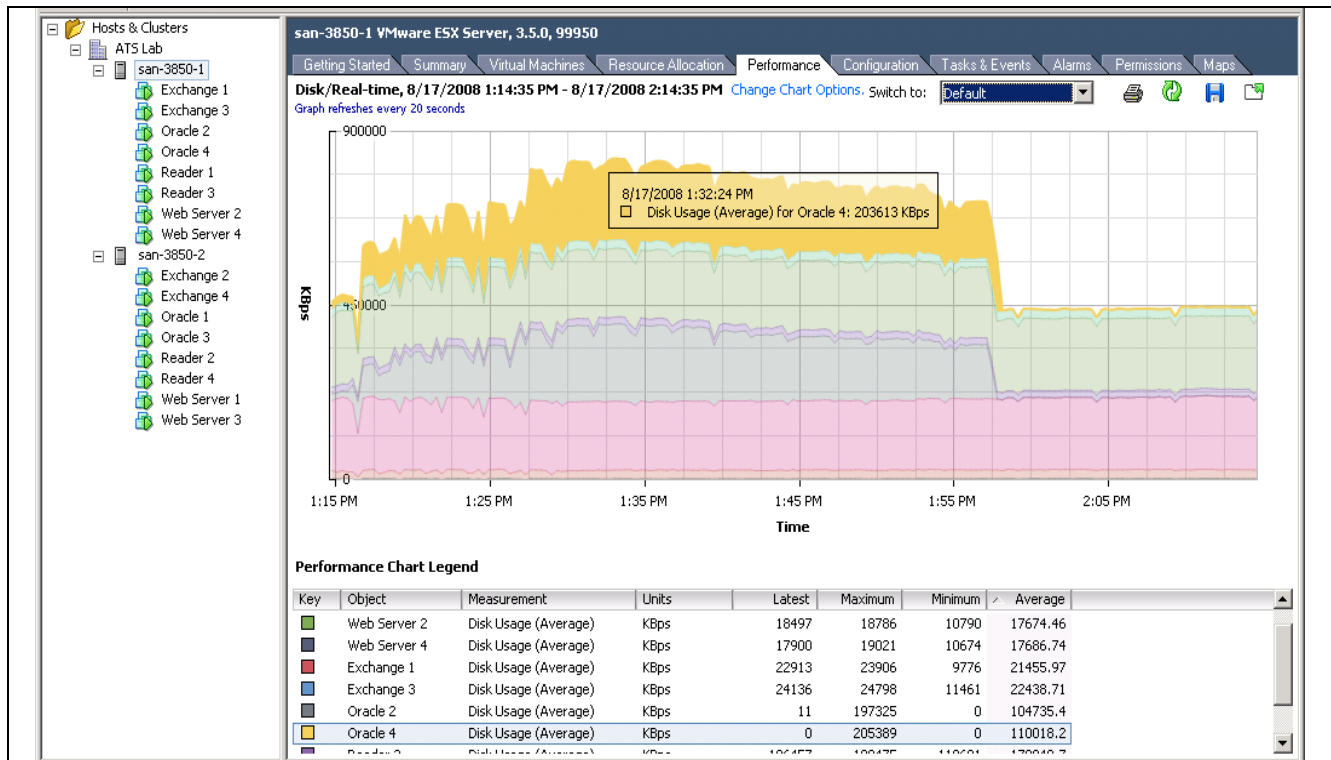 Hosts & Clusters
ATS Lab
san-3850-1
Exchange 1
Exchange 3
Oracle 2
Oracle 4
Reader 1
Reader 3
Web Server 2
Web Server 4
san-3850-2
Exchange 2
Exchange 4
Oracle 1
Oracle 3
Reader 2
Reader 4
Web Server 1
Web Server 3
san-3850-1 VMware ESX Server, 3.5.0, 99950
Getting Started Summary Virtual Machines Resource Allocation Performance Configuration Tasks & Events Alarms Permissions Maps
Disk/Real-time, 8/17/2008 1:14:35 PM - 8/17/2008 2:14:35 PM Change Chart Options. Switch to: Default
Graph refreshes every 20 seconds
900000
8/17/2008 1:32:24 PM
Disk Usage (Average) for Oracle 4: 203613 KBps
KBps
450000
0
1:15 PM 1:25 PM 1:35 PM 1:45 PM 1:55 PM 2:05 PM
Time
Performance Chart Legend
Key Object Measurement Units Latest Maximum Minimum Average
Web Server 2 Disk Usage (Average) KBps 18497 18786 10790 17674.46
Web Server 4 Disk Usage (Average) KBps 17900 19021 10674 17686.74
Exchange 1 Disk Usage (Average) KBps 22913 23906 9776 21455.97
Exchange 3 Disk Usage (Average) KBps 24136 24798 11461 22438.71
Oracle 2 Disk Usage (Average) KBps 11 197325 0 104735.4
Oracle 4 Disk Usage (Average) KBps 0 205389 0 110018.2
Disk Usage (Average) KBps